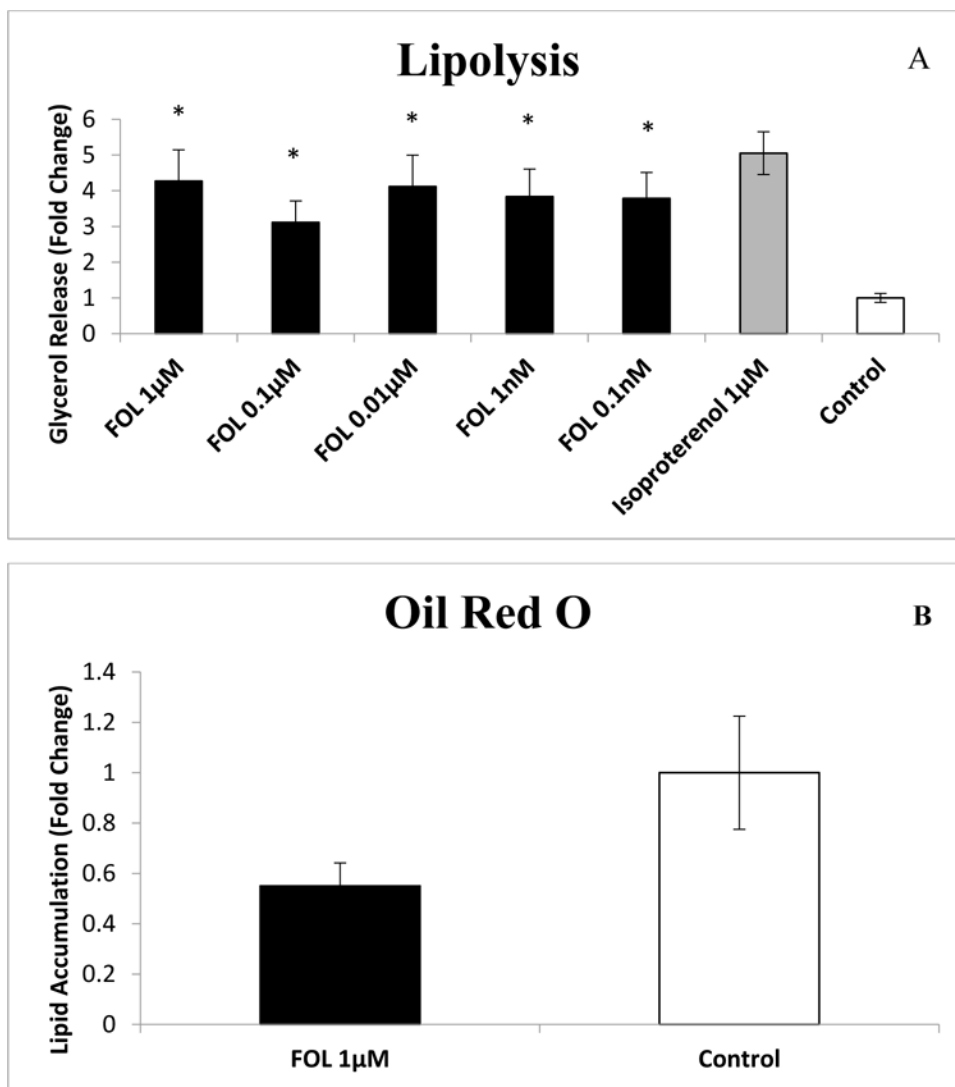 Lipolysis
A
Glycerol Release (Fold Change)
6
5
4
3
2
1
0
*
*
*
*
*
FOL 1µM
FOL 0.1µM
FOL 0.01µM
FOL 1nM
FOL 0.1nM
Isoproterenol 1µM
Control
Oil Red O
B
Lipid Accumulation (Fold Change)
1.4
1.2
1
0.8
0.6
0.4
0.2
0
FOL 1µM
Control